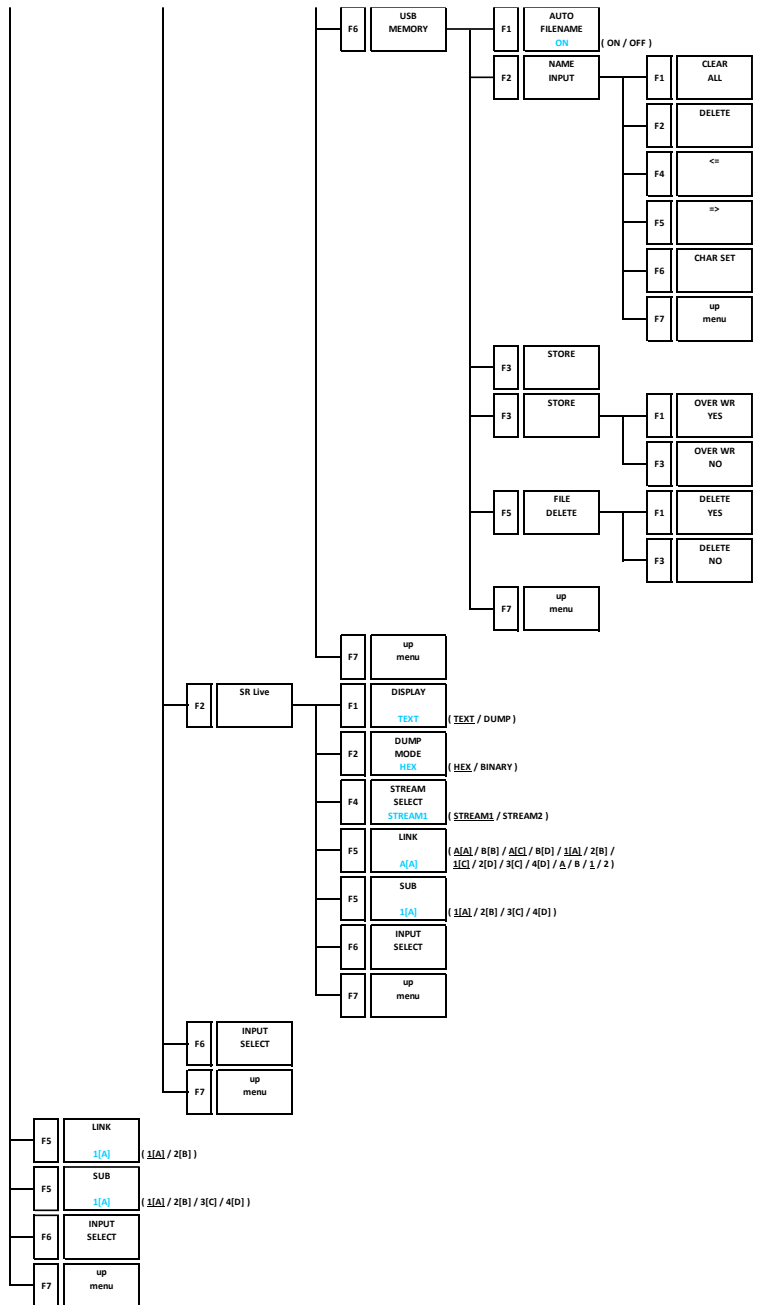 F6
USB
MEMORY
F1
AUTO
FILENAME
ON
( ON / OFF )
F2
NAME
INPUT
F1
CLEAR
ALL
F2
DELETE
F4
<=
F5
=>
F6
CHAR SET
F7
up
menu
F3
STORE
F3
STORE
F1
OVER WR
YES
F3
OVER WR
NO
F5
FILE
DELETE
F1
DELETE
YES
F3
DELETE
NO
F7
up
menu
F7
up
menu
F2
SR Live
F1
DISPLAY
TEXT
( TEXT / DUMP )
F2
DUMP
MODE
HEX
( HEX / BINARY )
F4
STREAM
SELECT
STREAM1
( STREAM1 / STREAM2 )
F5
LINK
A[A]
( A[A] / B[B] / A[C] / B[D] / 1[A] / 2[B] /
1[C] / 2[D] / 3[C] / 4[D] / A / B / 1 / 2 )
F5
SUB
1[A]
( 1[A] / 2[B] / 3[C] / 4[D] )
F6
INPUT
SELECT
F7
up
menu
F6
INPUT
SELECT
F7
up
menu
F5
LINK
1[A]
( 1[A] / 2[B] )
F5
SUB
1[A]
( 1[A] / 2[B] / 3[C] / 4[D] )
F6
INPUT
SELECT
F7
up
menu